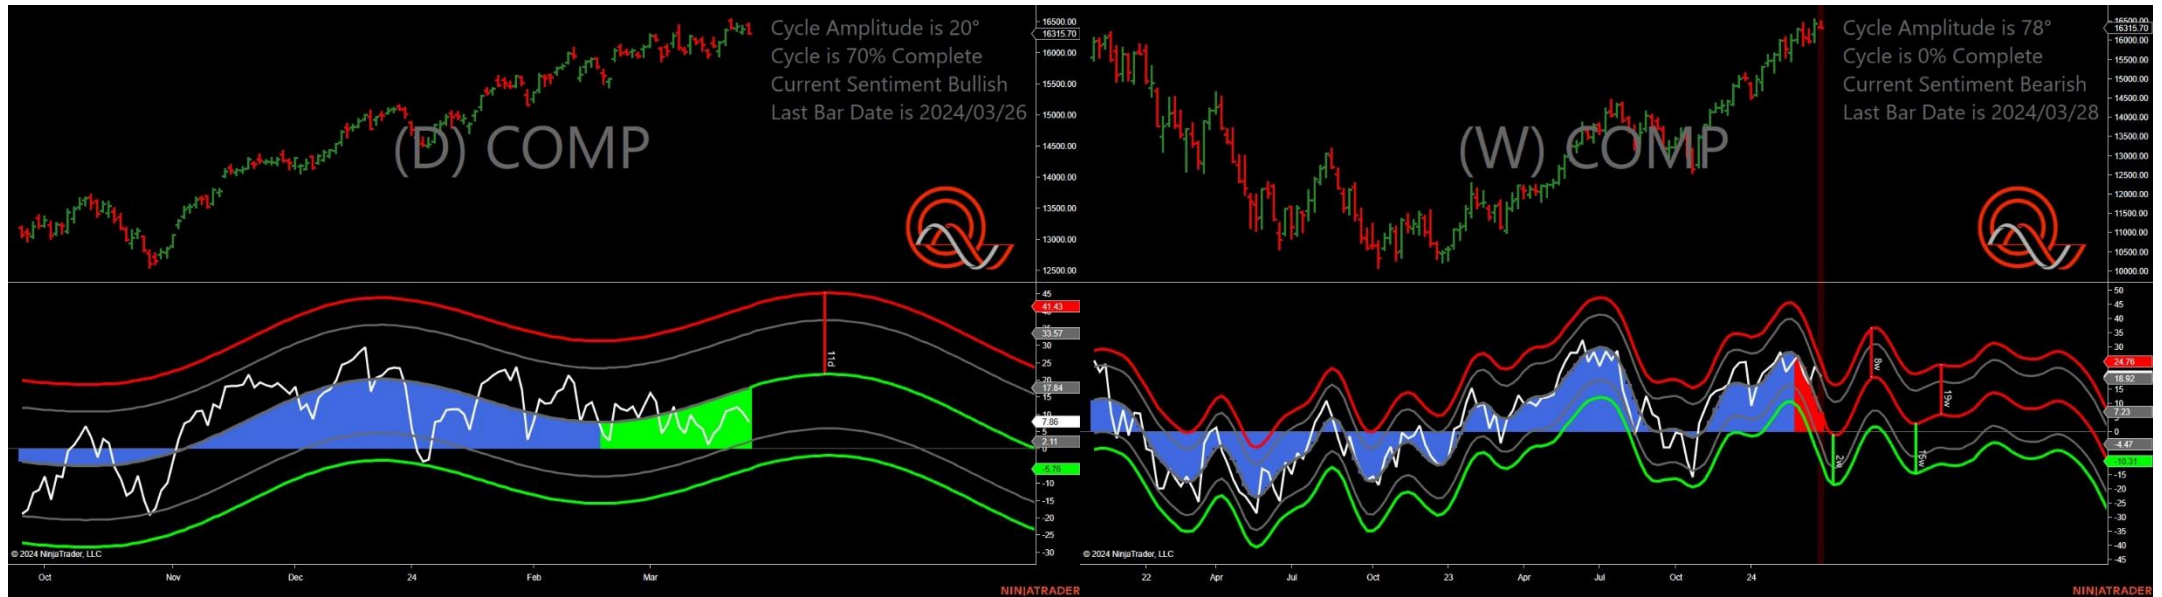 Cycle Amplitude is 20°
Cycle is 70% Complete
Current Sentiment Bullish
Last Bar Date is 2024/03/26
(D) COMP
16500.00
16315.70
16000.00
15500.00
15000.00
14500.00
14000.00
13500.00
13000.00
12500.00
45
41.43
33.57
30
25
20
17.84
15
10
7.86
5
2.11
0
-5.76
-10
-15
-20
-25
-30
11d
© 2024 NinjaTrader, LLC
Oct
Nov
Dec
24
Feb
Mar
NINJATRADER
Cycle Amplitude is 78°
Cycle is 0% Complete
Current Sentiment Bearish
Last Bar Date is 2024/03/28
(W) COMP
16500.00
16315.70
16000.00
15500.00
15000.00
14500.00
14000.00
13500.00
13000.00
12500.00
12000.00
11500.00
11000.00
10500.00
10000.00
50
45
40
35
30
24.76
18.92
15
10
7.23
0
-4.47
-10.31
-15
-20
-25
-30
-35
-40
-45
2w
8w
15w
19w
© 2024 NinjaTrader, LLC
22
Apr
Jul
Oct
23
Apr
Jul
Oct
24
NINJATRADER